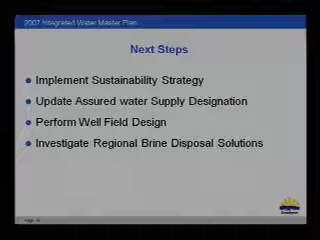 2007 Integrated Water Master Plan
Next Steps
Implement Sustainability Strategy
Update Assured water Supply Designation
Perform Well Field Design
Investigate Regional Brine Disposal Solutions